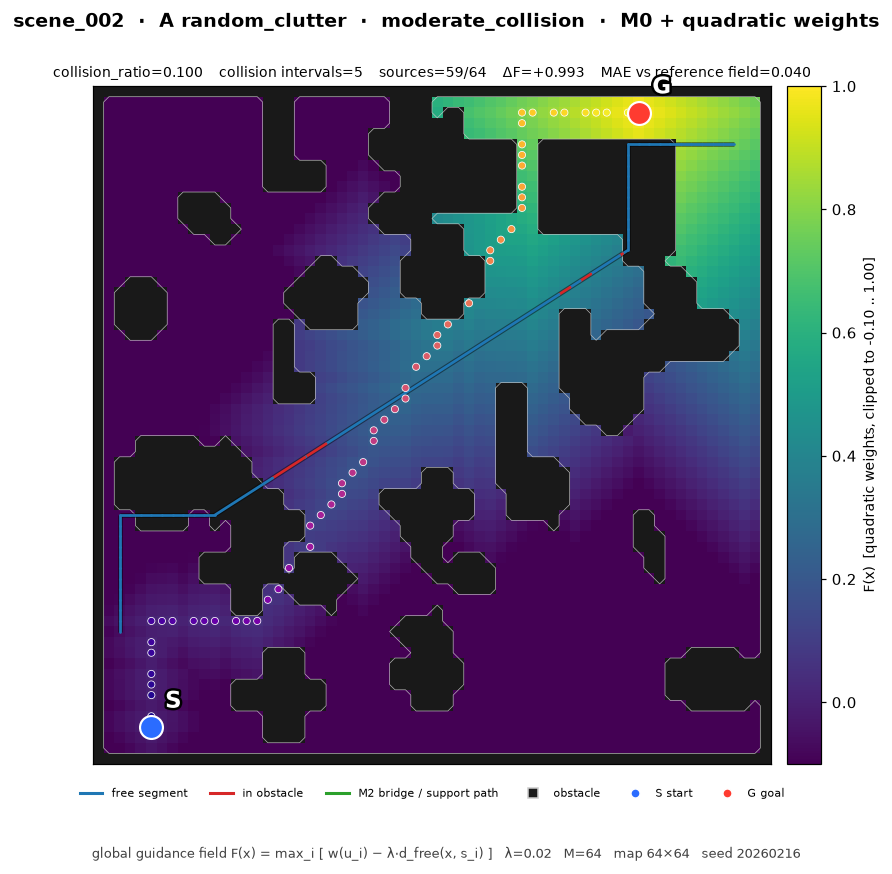 scene_002 · A random_clutter · moderate_collision · M0 + quadratic weights
collision_ratio=0.100 collision intervals=5 sources=59/64 ΔF=+0.993 MAE vs reference field=0.040
G
1.0
0.8
0.6
0.4
0.2
0.0
F(x) [quadratic weights, clipped to -0.10 .. 1.00]
S
free segment
in obstacle
M2 bridge / support path
obstacle
S start
G goal
global guidance field F(x) = max_i [ w(u_i) − λ·d_free(x, s_i) ] λ=0.02 M=64 map 64×64 seed 20260216